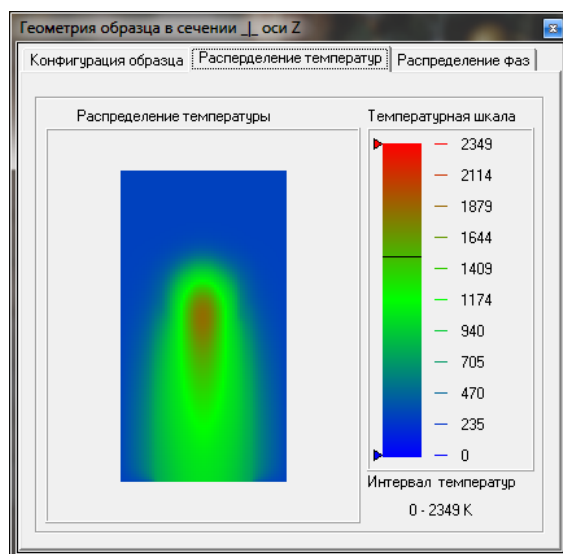 Геометрия образца в сечении _|_ оси Z
Конфигурация образца
Распердделение температур
Распределение фаз
Распределение температуры
Температурная шкала
2349
2114
1879
1644
1409
1174
940
705
470
235
0
Интервал температур
0 - 2349 K